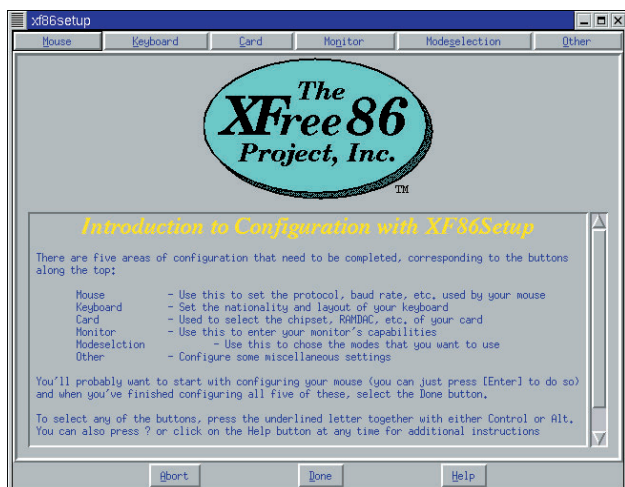 xf86setup
Mouse Keyboard Card Monitor Modeselection Other
The
XFree86
Project, Inc.
TM
Introduction to Configuration with XF86Setup
There are five areas of configuration that need to be completed, corresponding to the buttons
along the top:
Mouse - Use this to set the protocol, baud rate, etc. used by your mouse
Keyboard - Set the nationality and layout of your keyboard
Card - Used to select the chipset, RAMDAC, etc. of your card
Monitor - Use this to enter your monitor's capabilities
Modeselction - Use this to chose the modes that you want to use
Other - Configure some miscellaneous settings
You'll probably want to start with configuring your mouse (you can just press [Enter] to do so)
and when you've finished configuring all five of these, select the Done button.
To select any of the buttons, press the underlined letter together with either Control or Alt.
You can also press ? or click on the Help button at any time for additional instructions
Abort Done Help